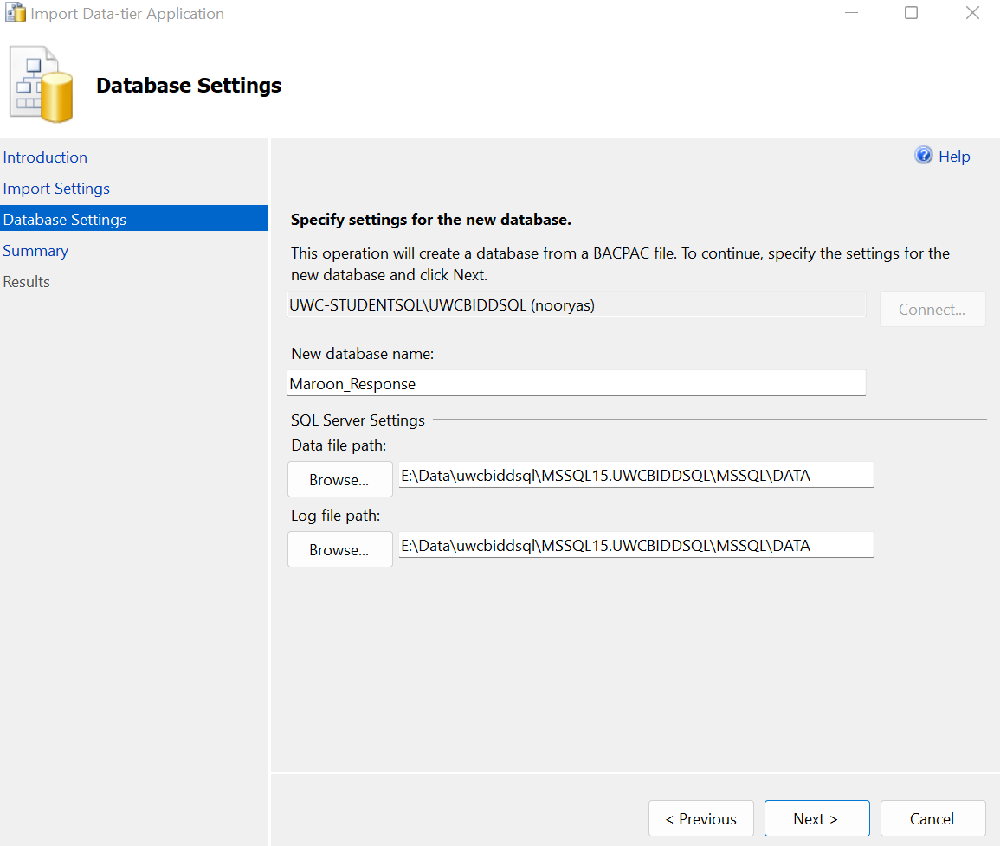 Import Data-tier Application
Database Settings
Introduction
Import Settings
Database Settings
Summary
Results
Help
Specify settings for the new database.
This operation will create a database from a BACPAC file. To continue, specify the settings for the
new database and click Next.
UWC-STUDENTSQL\UWCBIDDSQL (nooryas)
Connect...
New database name:
Maroon_Response
SQL Server Settings
Data file path:
Browse...
E:\Data\uwcbiddsql\MSSQL15.UWCBIDDSQL\MSSQL\DATA
Log file path:
Browse...
E:\Data\uwcbiddsql\MSSQL15.UWCBIDDSQL\MSSQL\DATA
< Previous
Next >
Cancel